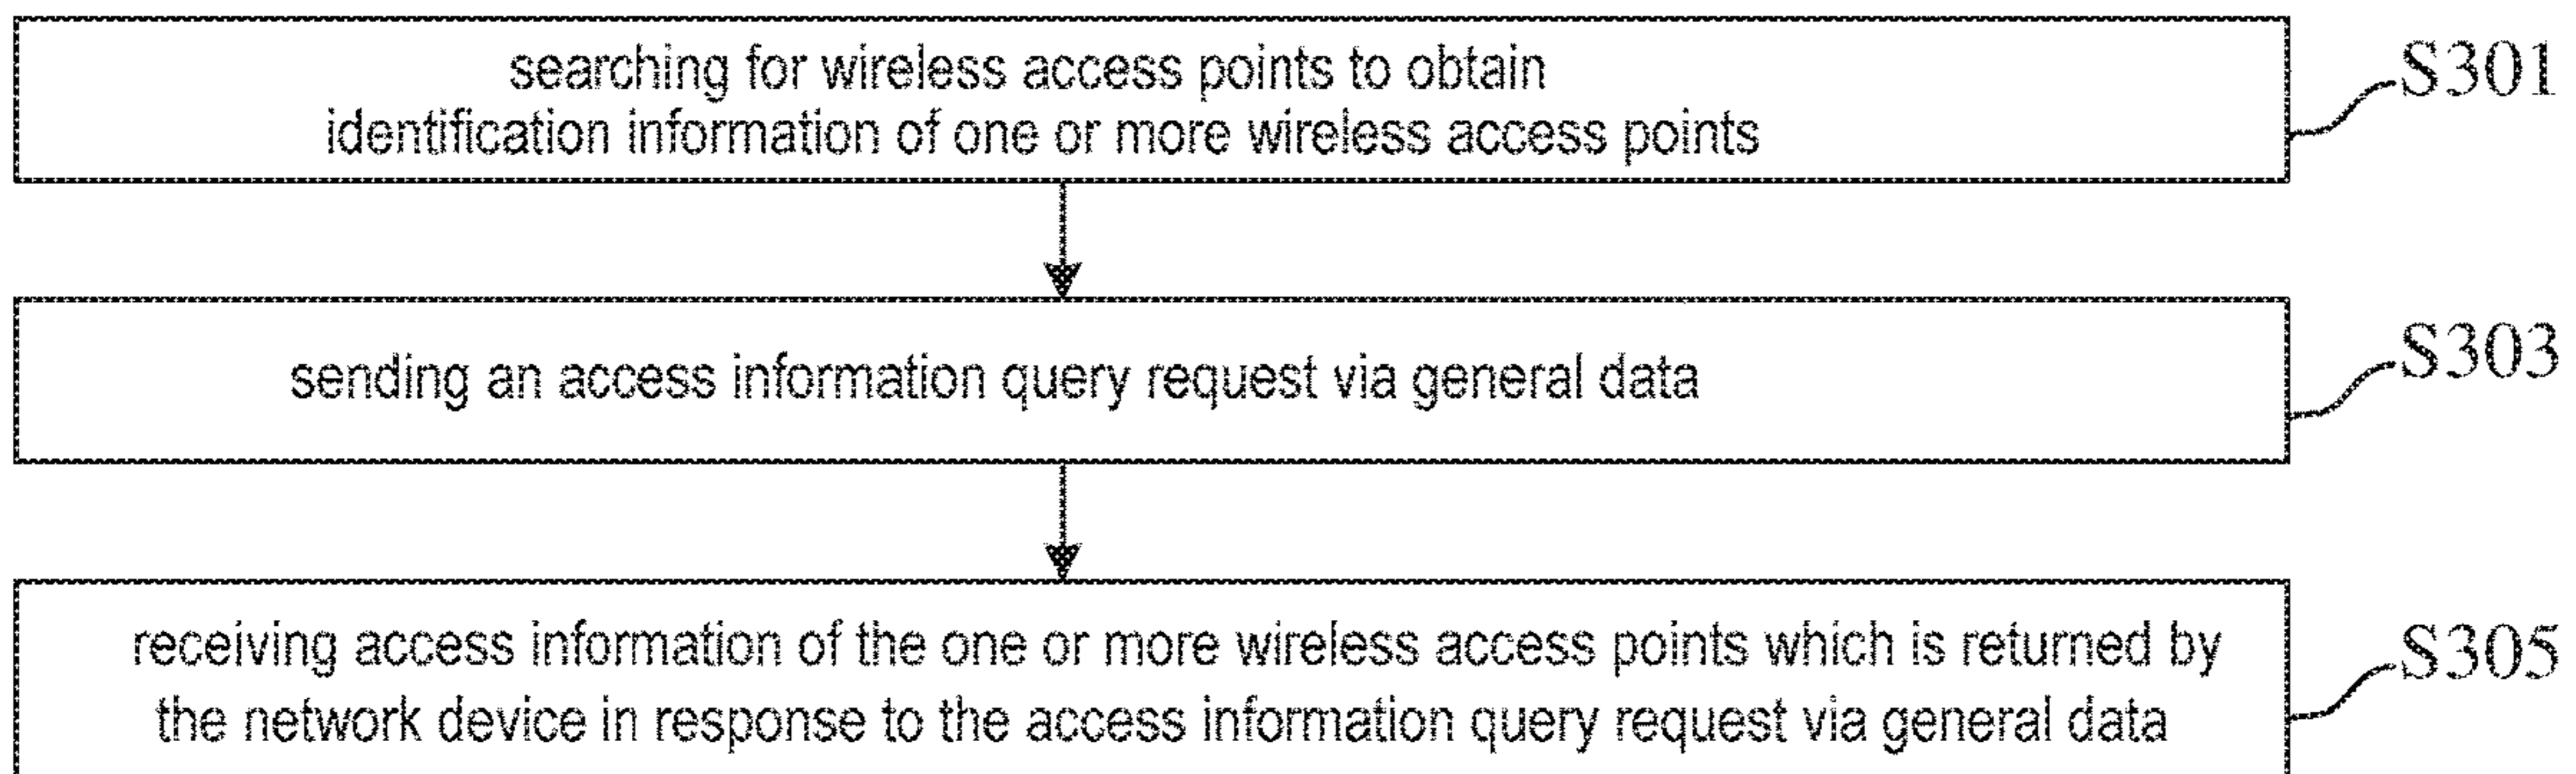 searching for wireless access points to obtain
identification information of one or more wireless access points
S301
sending an access information query request via general data
S303
receiving access information of the one or more wireless access points which is returned by
the network device in response to the access information query request via general data
S305